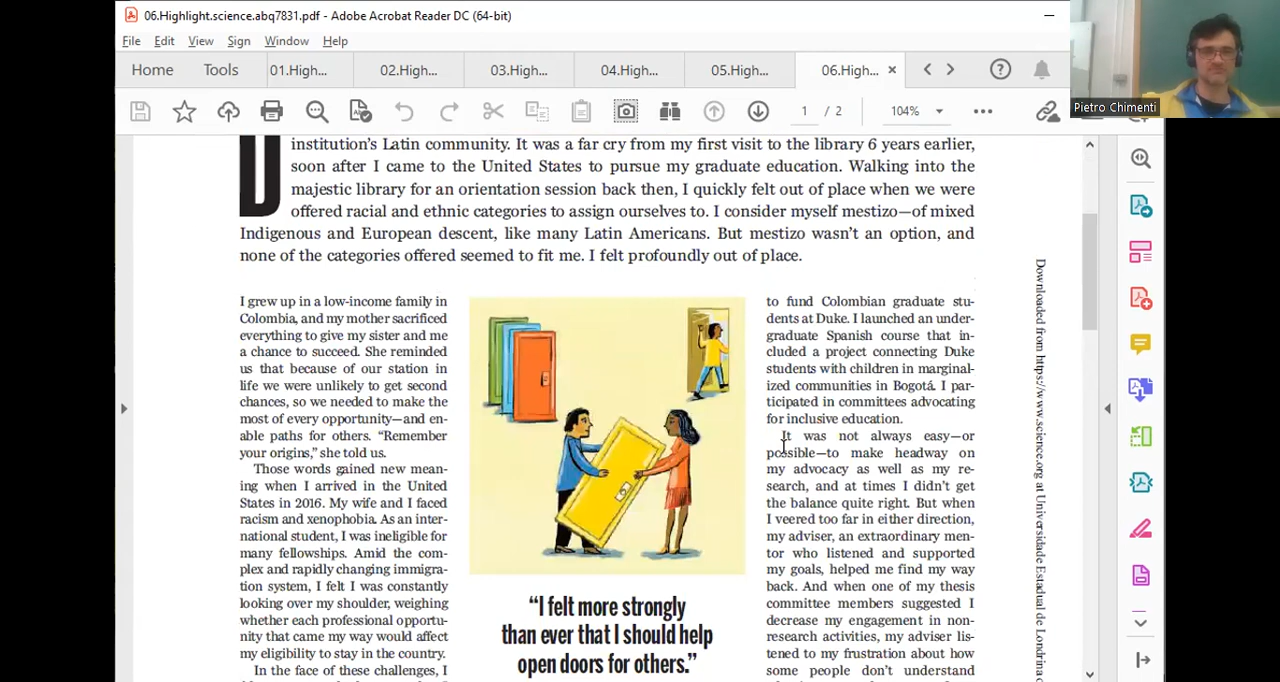 06.Highlight.science.abq7831.pdf - Adobe Acrobat Reader DC (64-bit)
File Edit View Sign Window Help
Home Tools 01.High... 02.High... 03.High... 04.High... 05.High... 06.High...
1 / 2 104%
Pietro Chimenti
D
institution's Latin community. It was a far cry from my first visit to the library 6 years earlier,
soon after I came to the United States to pursue my graduate education. Walking into the
majestic library for an orientation session back then, I quickly felt out of place when we were
offered racial and ethnic categories to assign ourselves to. I consider myself mestizo—of mixed
Indigenous and European descent, like many Latin Americans. But mestizo wasn't an option, and
none of the categories offered seemed to fit me. I felt profoundly out of place.
I grew up in a low-income family in
Colombia, and my mother sacrificed
everything to give my sister and me
a chance to succeed. She reminded
us that because of our station in
life we were unlikely to get second
chances, so we needed to make the
most of every opportunity—and en-
able paths for others. “Remember
your origins,” she told us.
Those words gained new mean-
ing when I arrived in the United
States in 2016. My wife and I faced
racism and xenophobia. As an inter-
national student, I was ineligible for
many fellowships. Amid the com-
plex and rapidly changing immigra-
tion system, I felt I was constantly
looking over my shoulder, weighing
whether each professional opportu-
nity that came my way would affect
my eligibility to stay in the country.
In the face of these challenges, I
“I felt more strongly
than ever that I should help
open doors for others.”
to fund Colombian graduate stu-
dents at Duke. I launched an under-
graduate Spanish course that in-
cluded a project connecting Duke
students with children in marginal-
ized communities in Bogotá. I par-
ticipated in committees advocating
for inclusive education.
It was not always easy—or
possible—to make headway on
my advocacy as well as my re-
search, and at times I didn't get
the balance quite right. But when
I veered too far in either direction,
my adviser, an extraordinary men-
tor who listened and supported
my goals, helped me find my way
back. And when one of my thesis
committee members suggested I
decrease my engagement in non-
research activities, my adviser lis-
tened to my frustration about how
some people don't understand
Downloaded from https://www.science.org at Universidade Estadual de Londrina